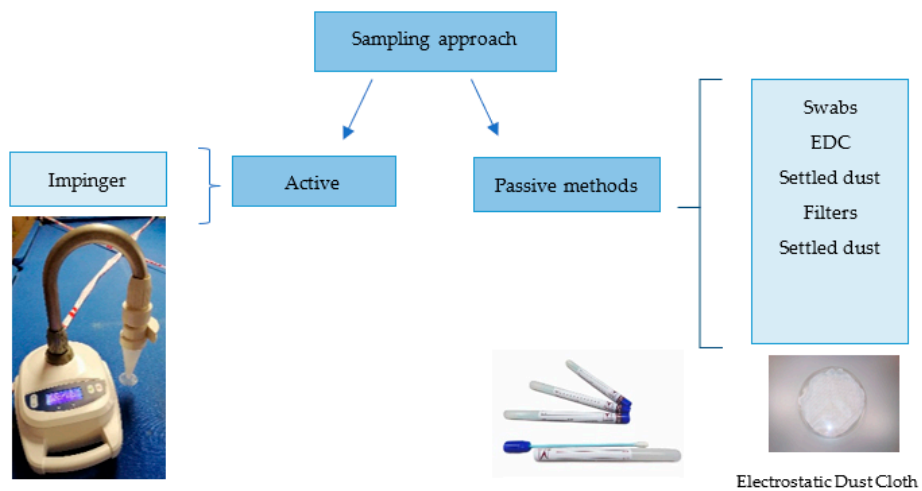 Sampling approach
Impinger
Active
Passive methods
Swabs
EDC
Settled dust
Filters
Settled dust
Electrostatic Dust Cloth